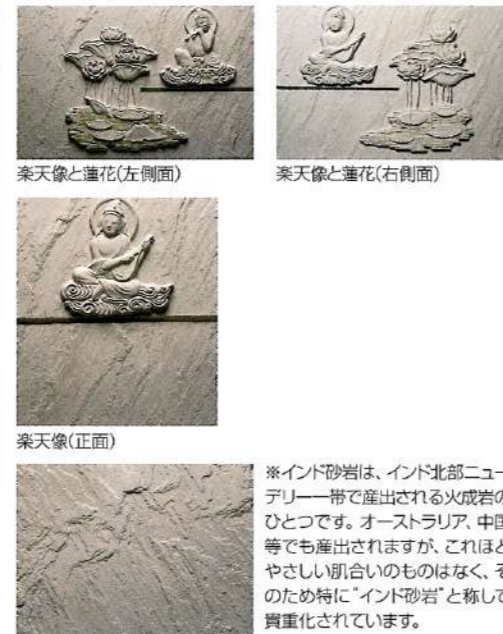 楽天像と蓮花(左側面)
楽天像と蓮花(右側面)
楽天像(正面)
※インド砂岩は、インド北部ニュー
デリー一帯で産出される火成岩の
ひとつです。オーストラリア、中国
等でも産出されますが、これほど
やさしい肌合いのものはなく、そ
のため特に"インド砂岩"と称して
貴重化されています。